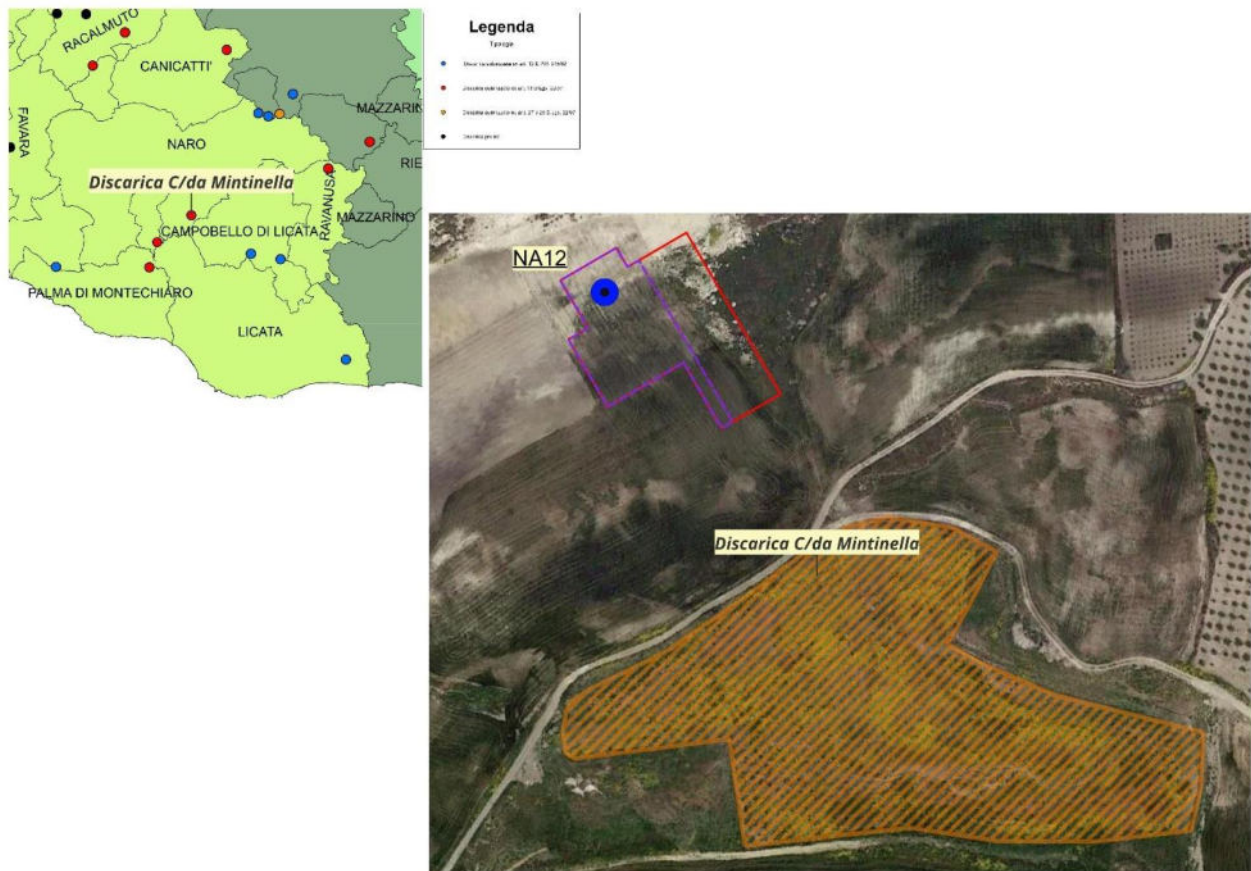 RACALMUTO
CANICATTI'
FAVARA
NARO
MAZZARIN
RIE
Discarica C/da Mintinella
RAVANUSA
MAZZARINO
CAMPOBELLO DI LICATA
PALMA DI MONTECHIARO
LICATA
Legenda
Tipologia
NA12
Discarica C/da Mintinella